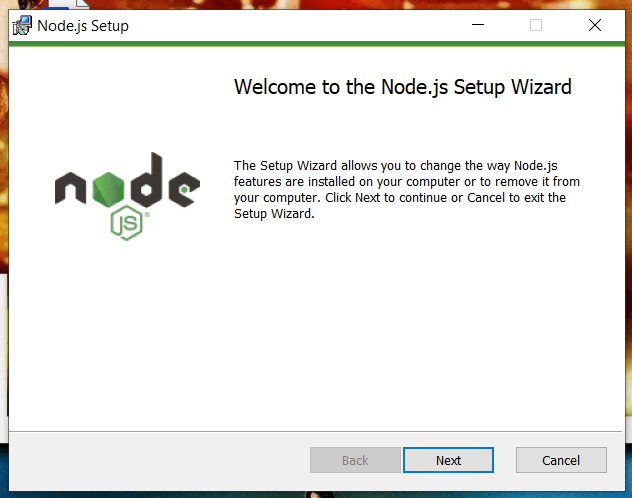 Node.js Setup
Welcome to the Node.js Setup Wizard
node
JS®
The Setup Wizard allows you to change the way Node.js
features are installed on your computer or to remove it from
your computer. Click Next to continue or Cancel to exit the
Setup Wizard.
Back
Next
Cancel